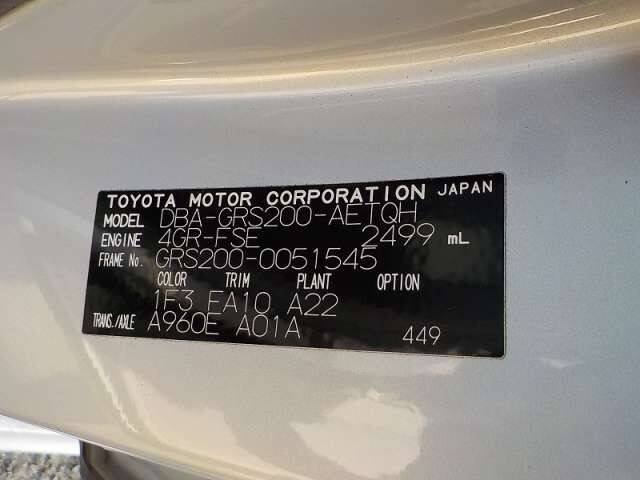 TOYOTA MOTOR CORPORATION JAPAN
MODEL DBA-GRS200-AETQH
ENGINE 4GR-FSE 2499 mL
FRAME No. GRS200-0051545
COLOR TRIM PLANT OPTION
1F3 FA10 A22
TRANS./AXLE A960E A01A 449